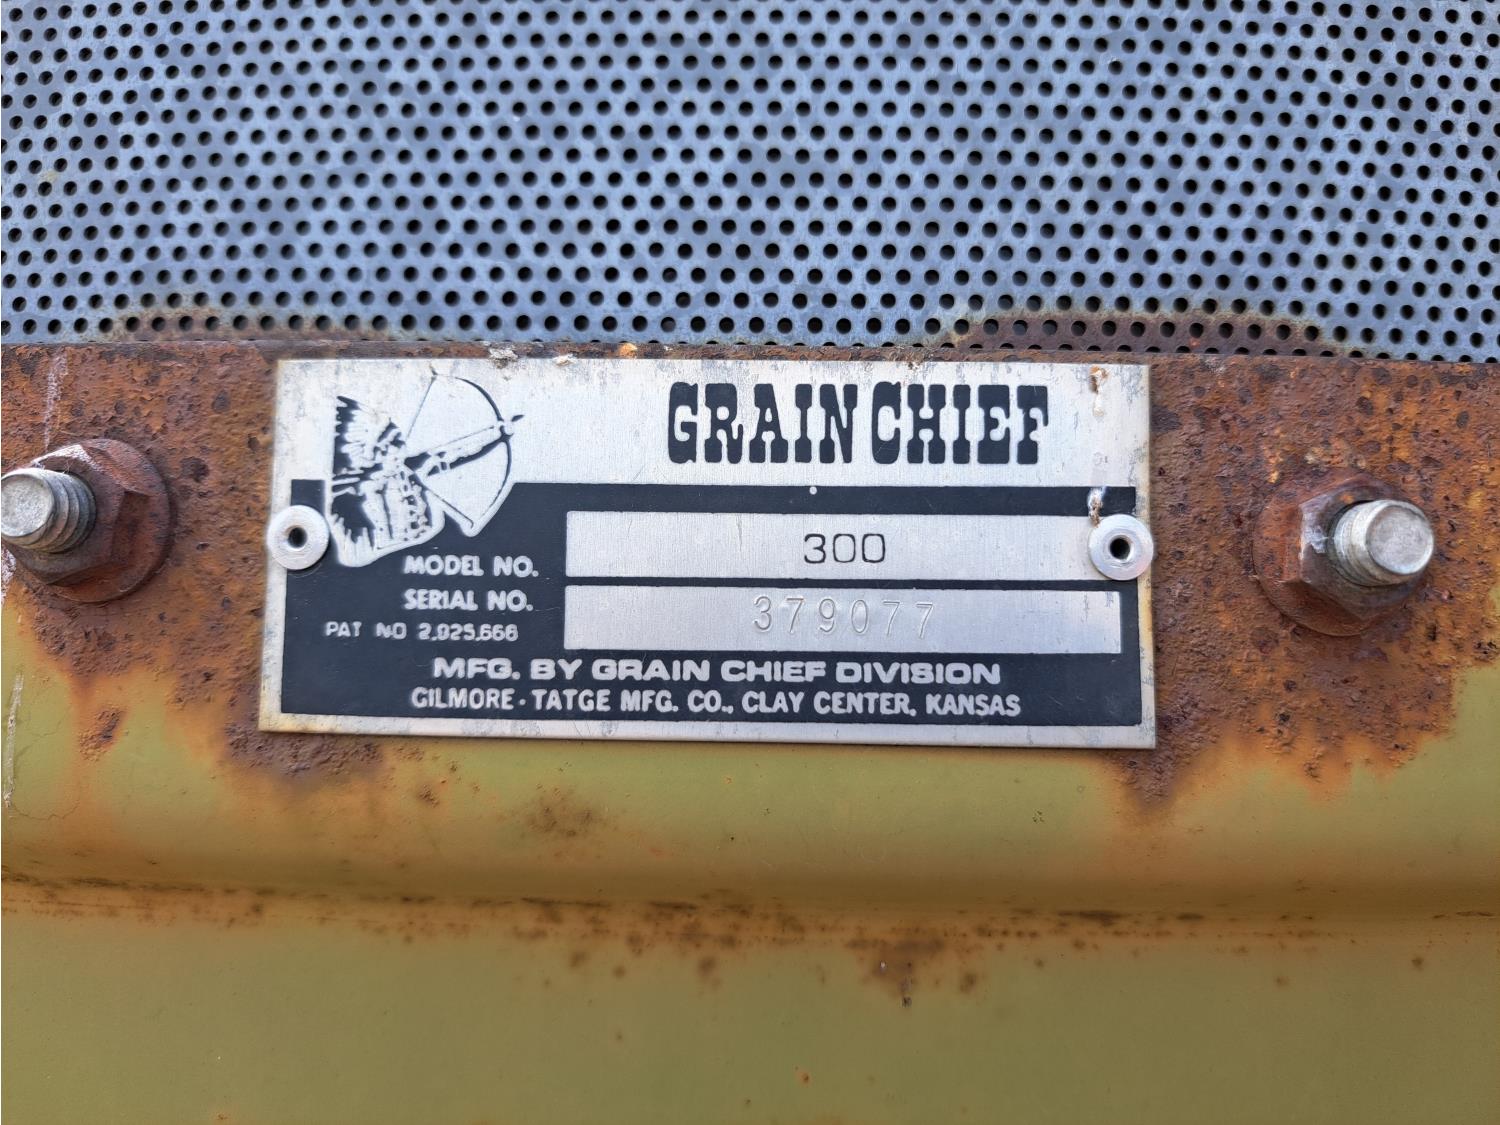 GRAIN CHIEF
MODEL NO. 300
SERIAL NO. 379077
PAT NO 2,925,666
MFG. BY GRAIN CHIEF DIVISION
GILMORE - TATGE MFG. CO., CLAY CENTER, KANSAS